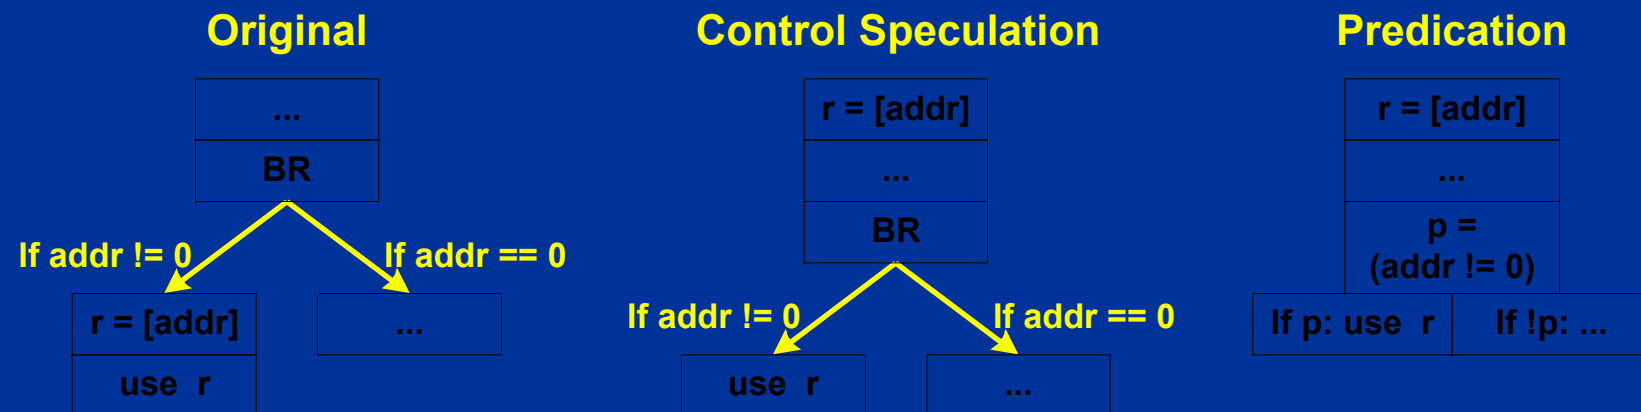 Original
...
BR
If addr != 0
If addr == 0
r = [addr]
...
use r
Control Speculation
r = [addr]
...
BR
If addr != 0
If addr == 0
use r
...
Predication
r = [addr]
...
p =
(addr != 0)
If p: use r
If !p: ...